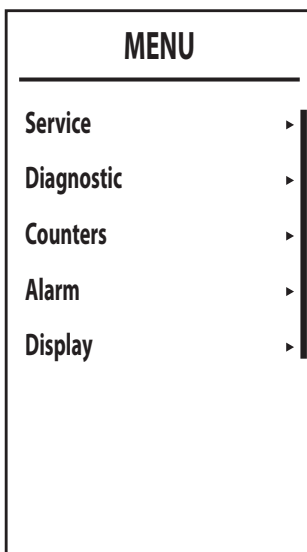 MENU
Service
Diagnostic
Counters
Alarm
Display